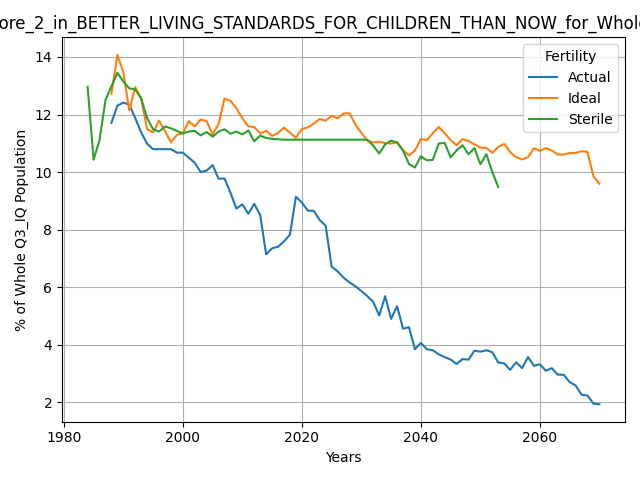 ore_2_in_BETTER_LIVING_STANDARDS_FOR_CHILDREN_THAN_NOW_for_Whole
Fertility
Actual
Ideal
Sterile
% of Whole Q3_IQ Population
14
12
10
8
6
4
2
1980
2000
2020
2040
2060
Years